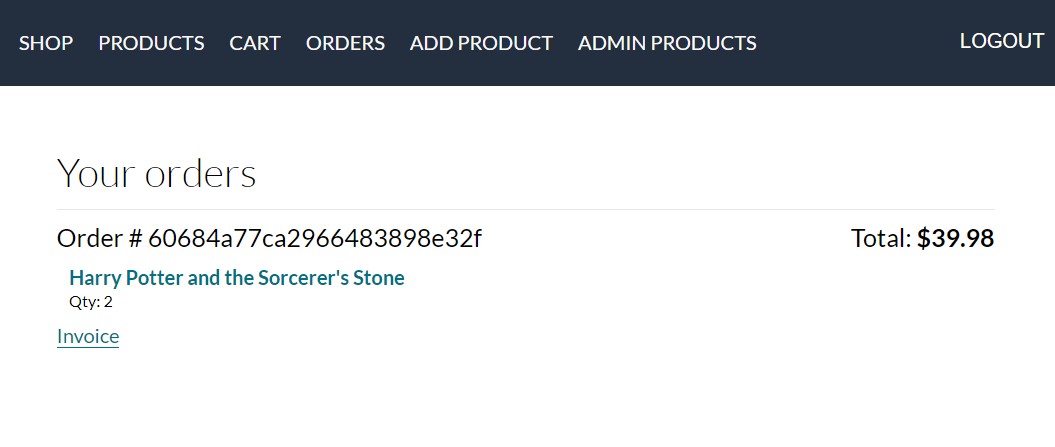 SHOP PRODUCTS CART ORDERS ADD PRODUCT ADMIN PRODUCTS LOGOUT
Your orders
Order # 60684a77ca2966483898e32f Total: $39.98
Harry Potter and the Sorcerer's Stone
Qty: 2
Invoice